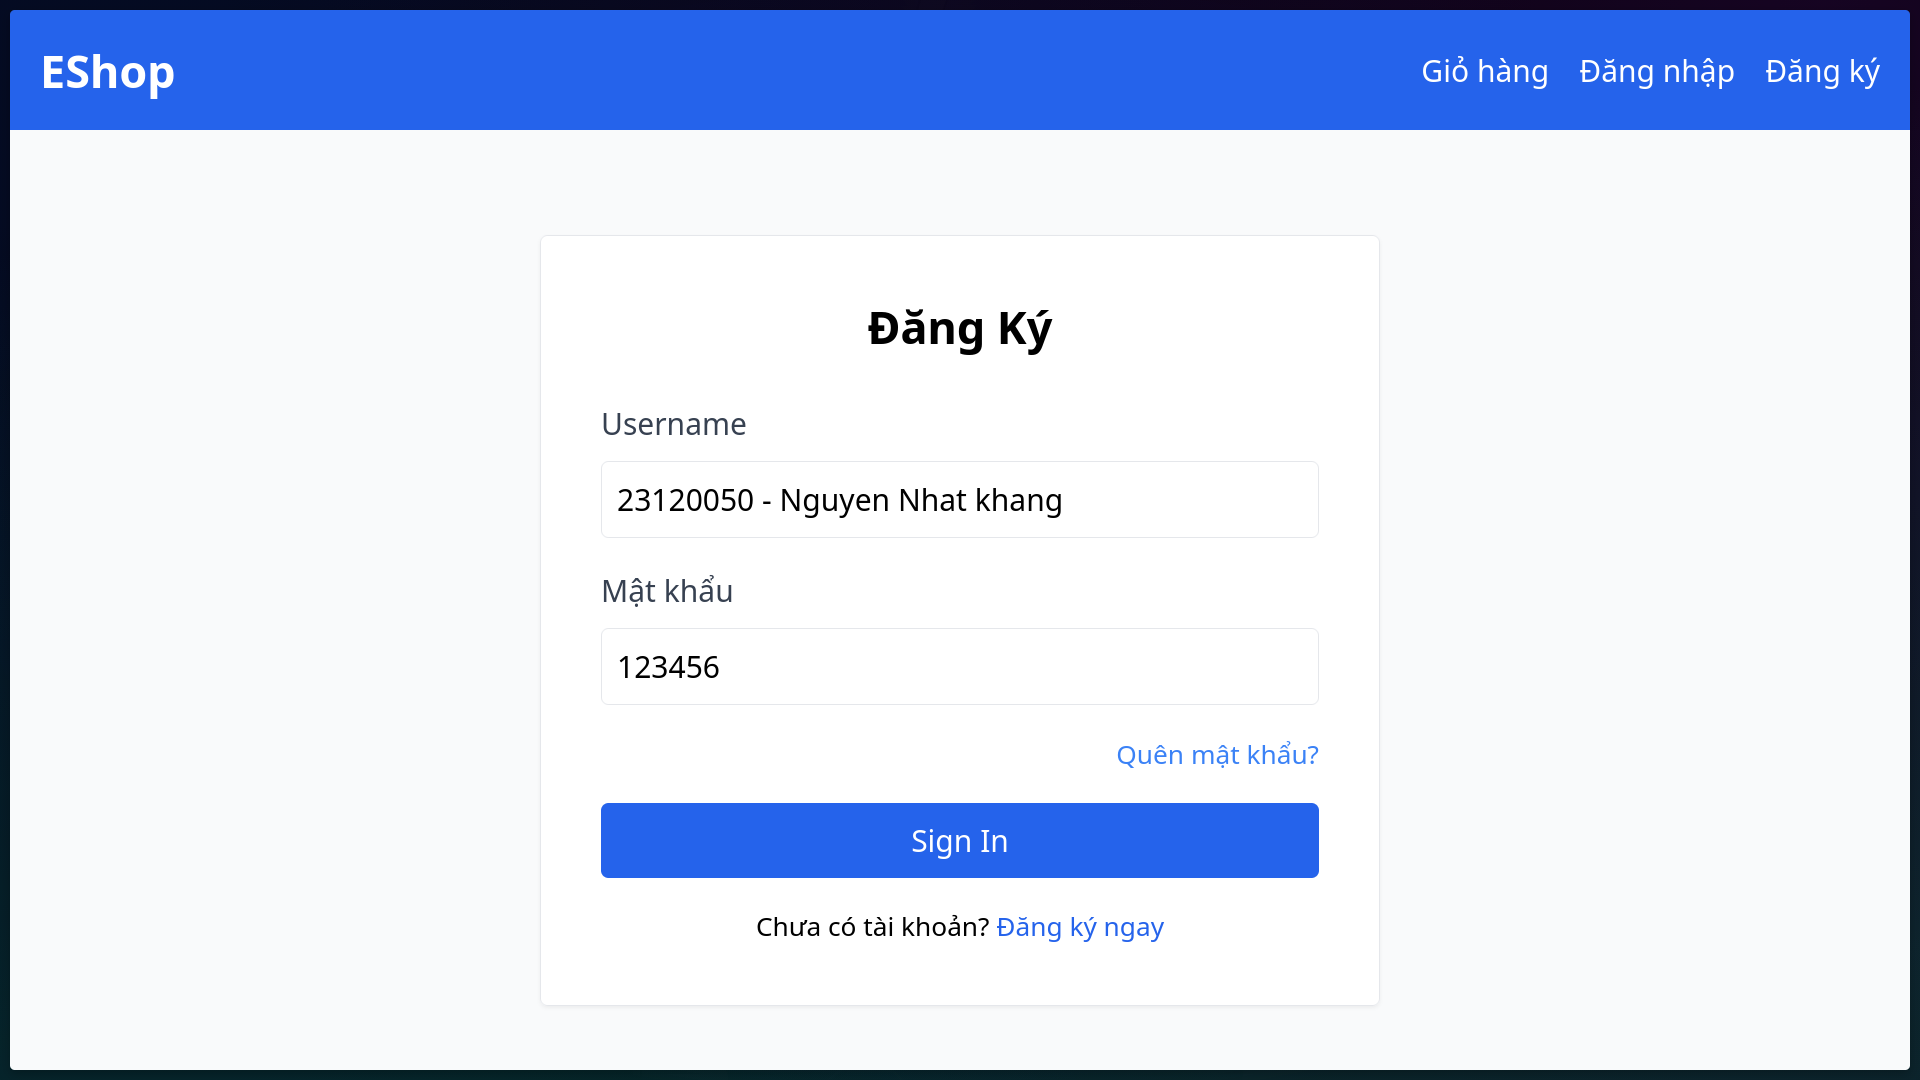 EShop
Giỏ hàng Đăng nhập Đăng ký
Đăng Ký
Username
23120050 - Nguyen Nhat khang
Mật khẩu
123456
Quên mật khẩu?
Sign In
Chưa có tài khoản? Đăng ký ngay